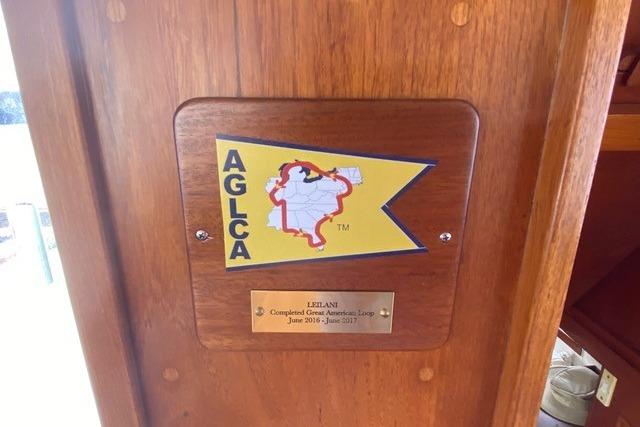 AGLCA
TM
LEILANI
Completed Great American Loop
June 2016 - June 2017